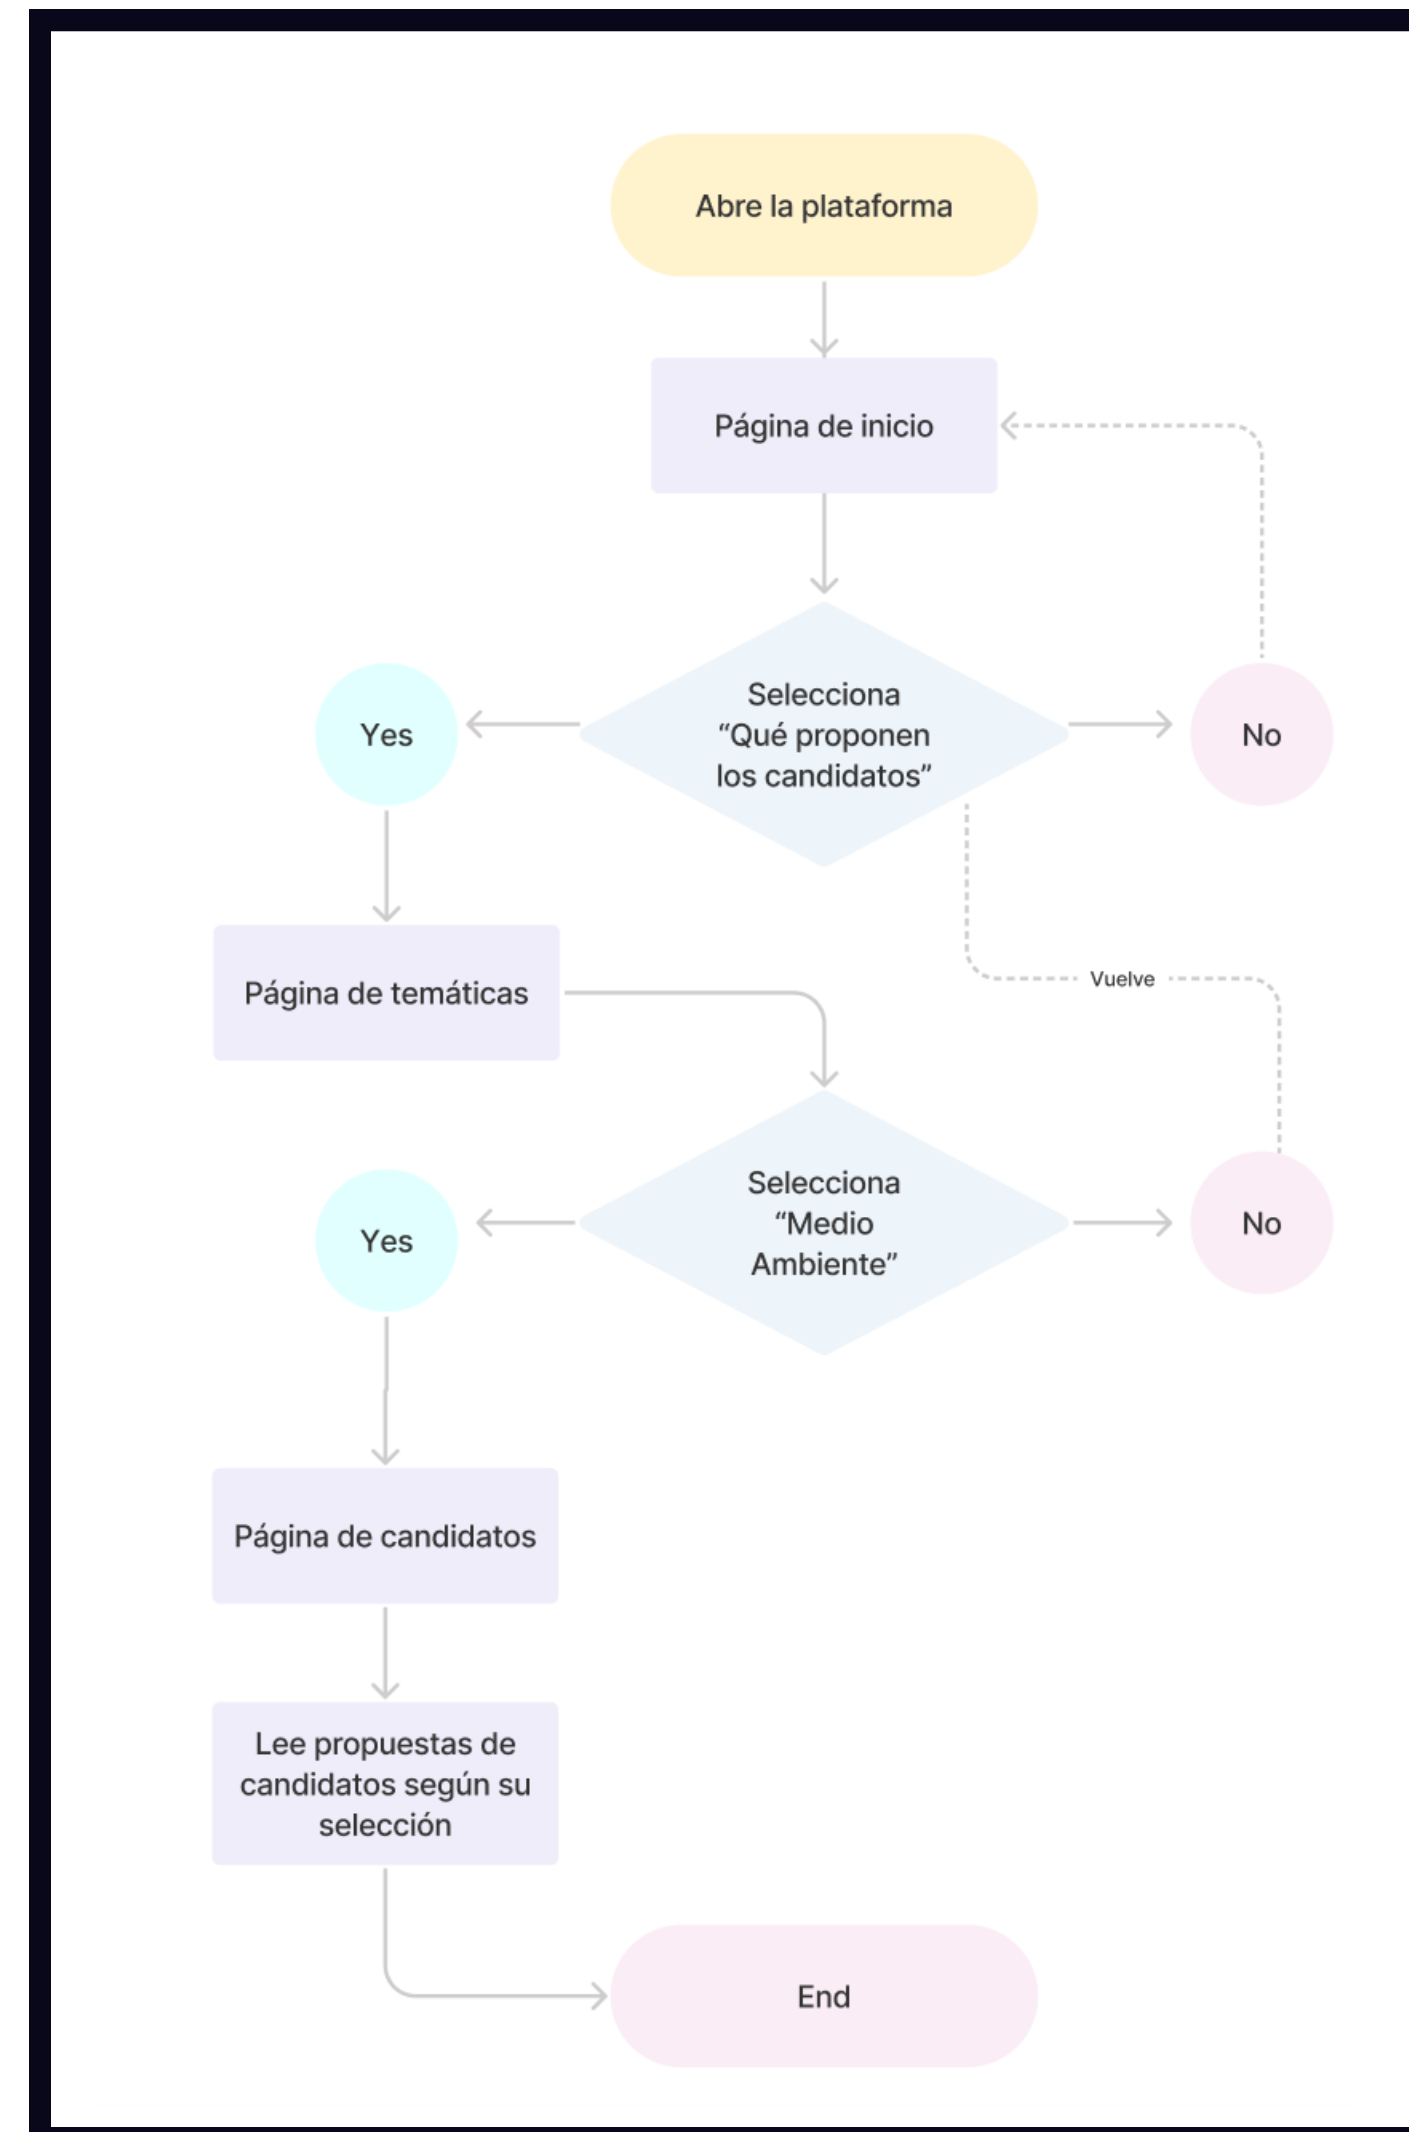 Abre la plataforma
Página de inicio
Selecciona
“Qué proponen
los candidatos”
Yes
No
Página de temáticas
Vuelve
Selecciona
“Medio
Ambiente”
Yes
No
Página de candidatos
Lee propuestas de
candidatos según su
selección
End